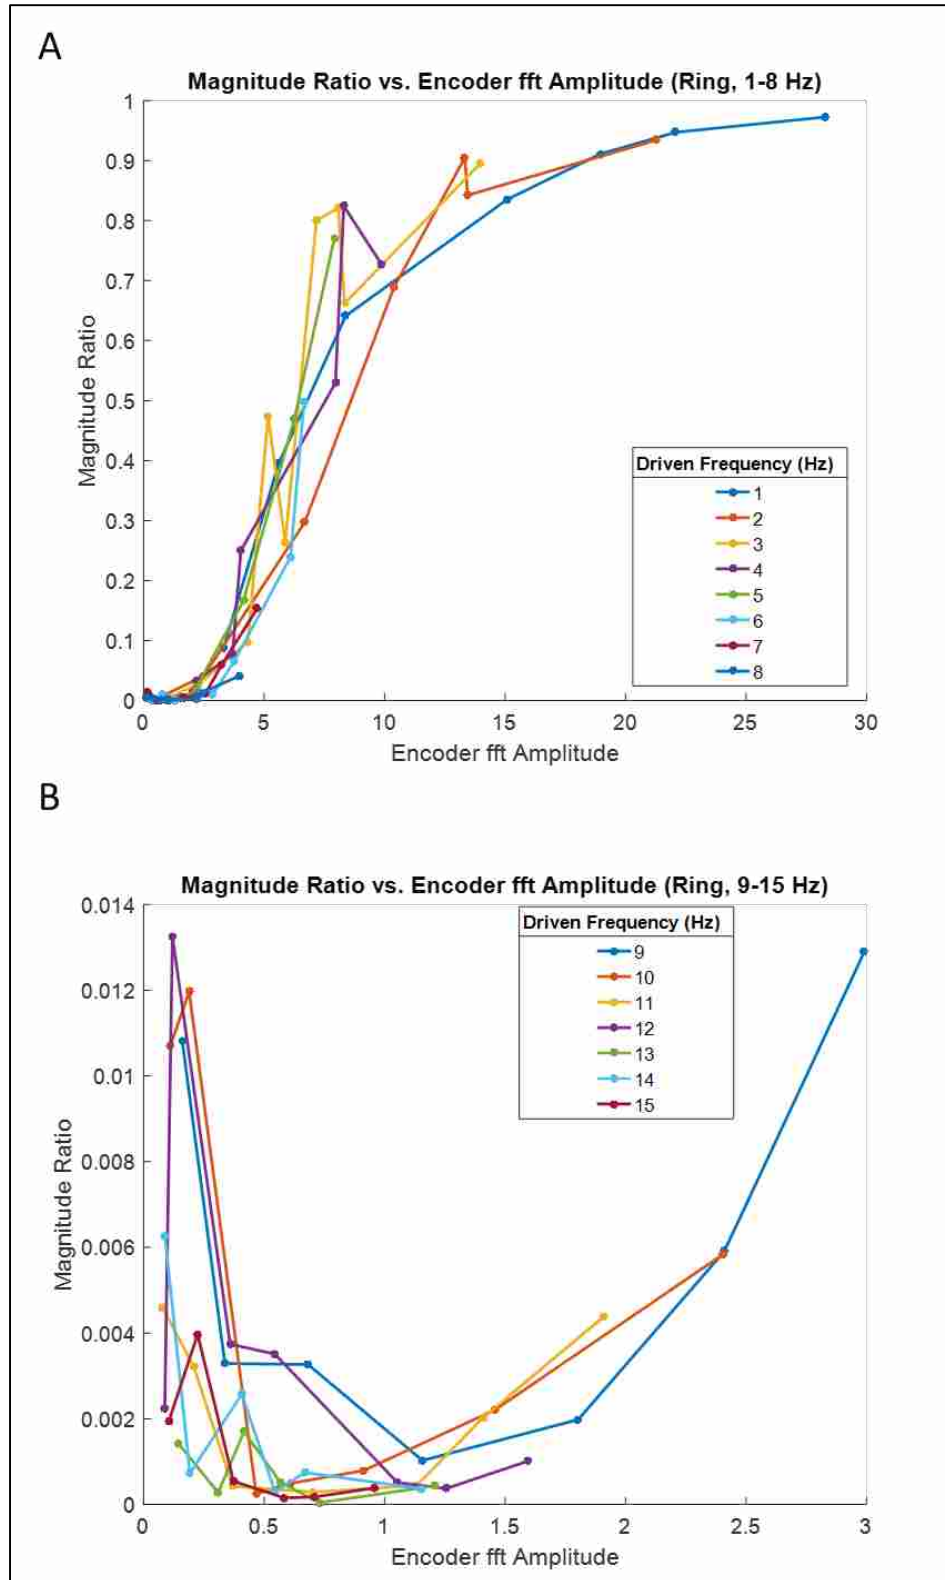 A
Magnitude Ratio vs. Encoder fft Amplitude (Ring, 1-8 Hz)
1
0.9
0.8
0.7
0.6
0.5
0.4
0.3
0.2
0.1
0
Magnitude Ratio
Driven Frequency (Hz)
1
2
3
4
5
6
7
8
0 5 10 15 20 25 30
Encoder fft Amplitude
B
Magnitude Ratio vs. Encoder fft Amplitude (Ring, 9-15 Hz)
0.014
0.012
0.01
0.008
0.006
0.004
0.002
0
Magnitude Ratio
Driven Frequency (Hz)
9
10
11
12
13
14
15
0 0.5 1 1.5 2 2.5 3
Encoder fft Amplitude